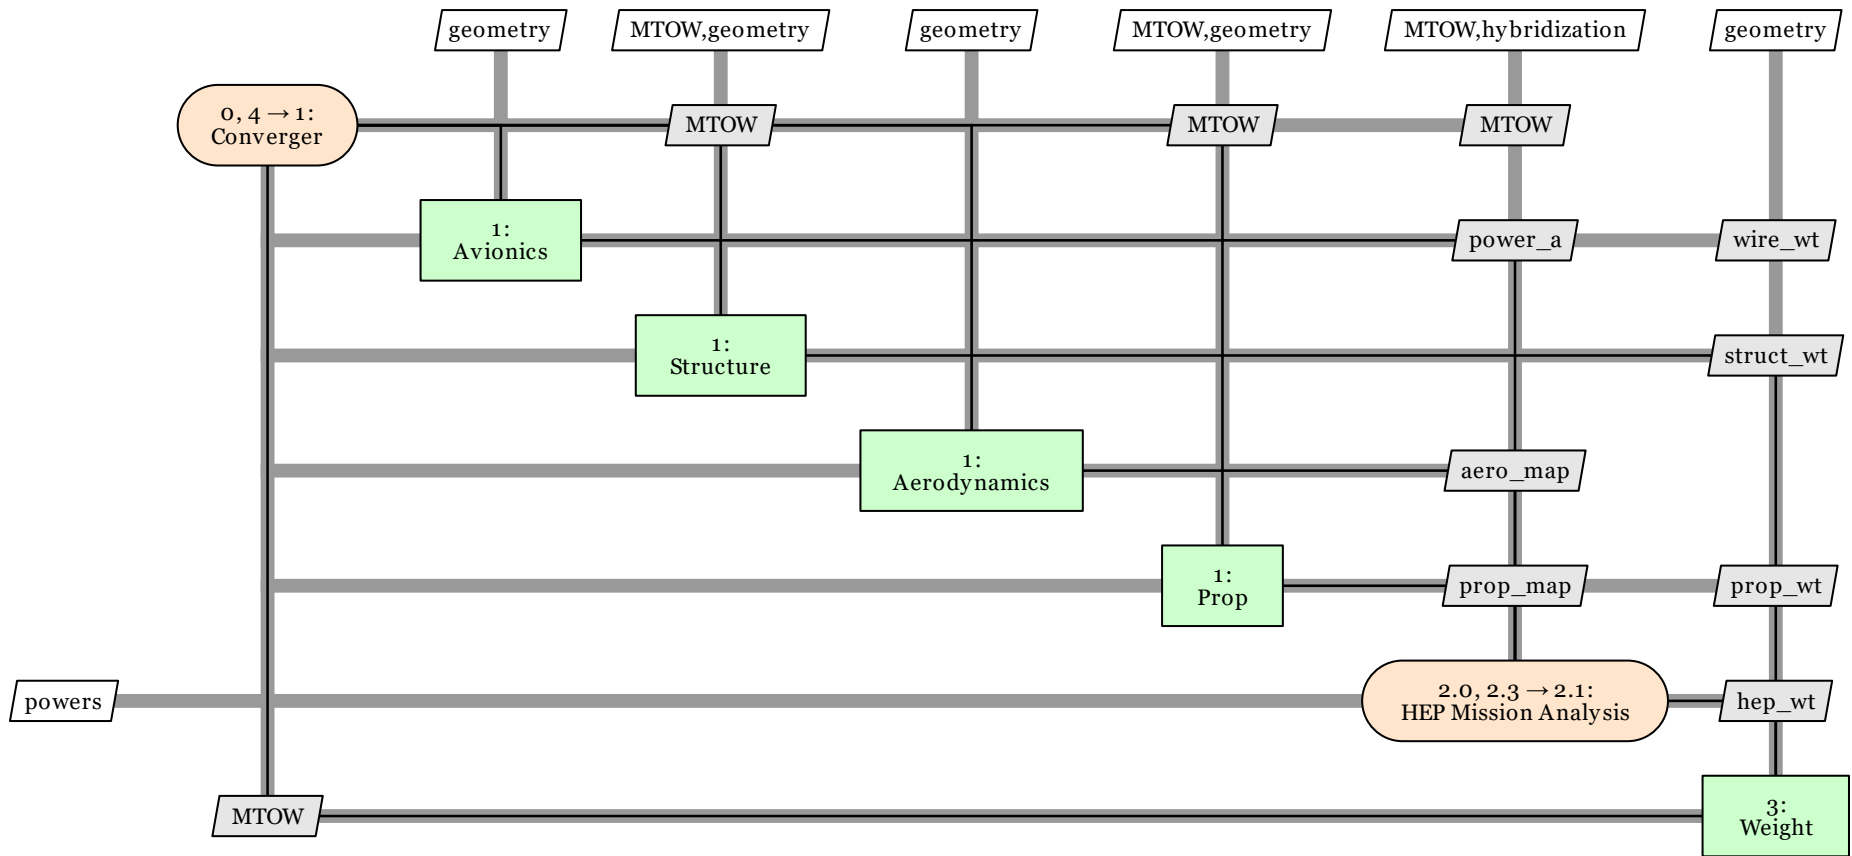 geometry
MTOW,geometry
geometry
MTOW,geometry
MTOW,hybridization
geometry
0, 4 → 1:
Converger
MTOW
MTOW
MTOW
1:
Avionics
power_a
wire_wt
1:
Structure
struct_wt
1:
Aerodynamics
aero_map
1:
Prop
prop_map
prop_wt
powers
2.0, 2.3 → 2.1:
HEP Mission Analysis
hep_wt
MTOW
3:
Weight